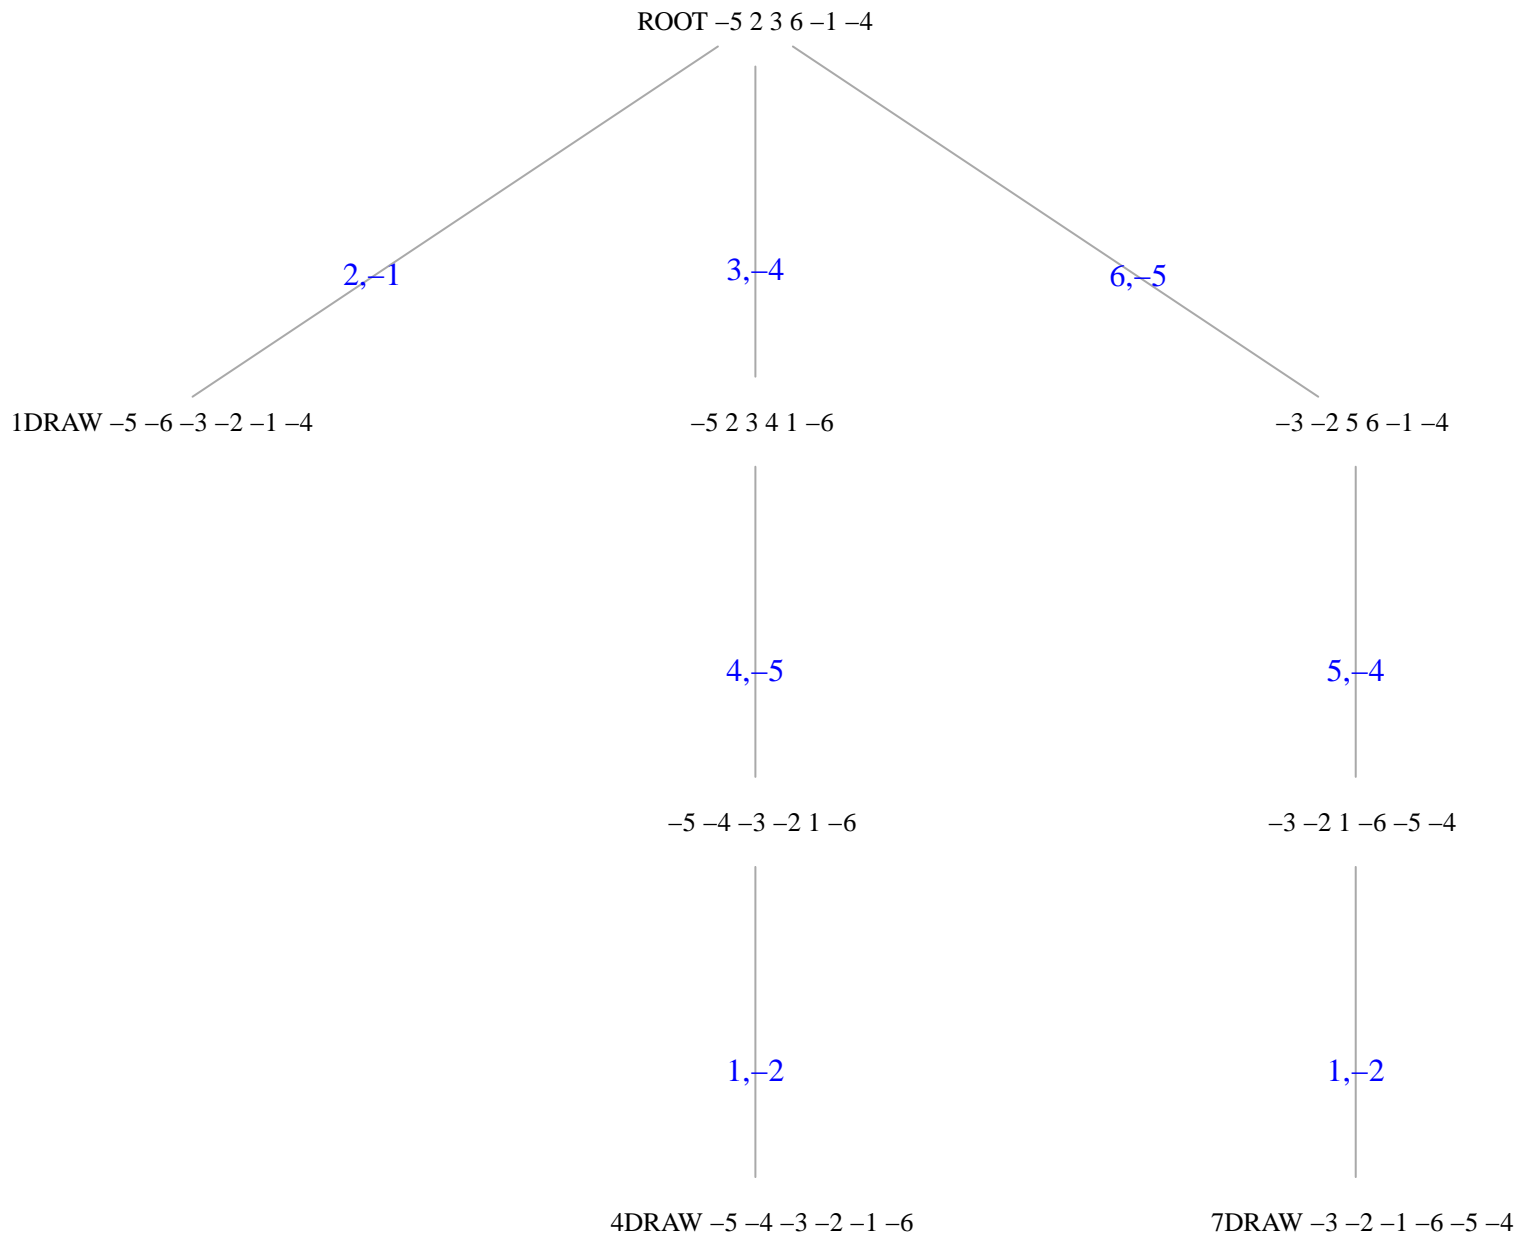 ROOT –5 2 3 6 –1 –4
2,–1
3,–4
6,–5
1DRAW –5 –6 –3 –2 –1 –4
–5 2 3 4 1 –6
–3 –2 5 6 –1 –4
4,–5
5,–4
–5 –4 –3 –2 1 –6
–3 –2 1 –6 –5 –4
1,–2
1,–2
4DRAW –5 –4 –3 –2 –1 –6
7DRAW –3 –2 –1 –6 –5 –4